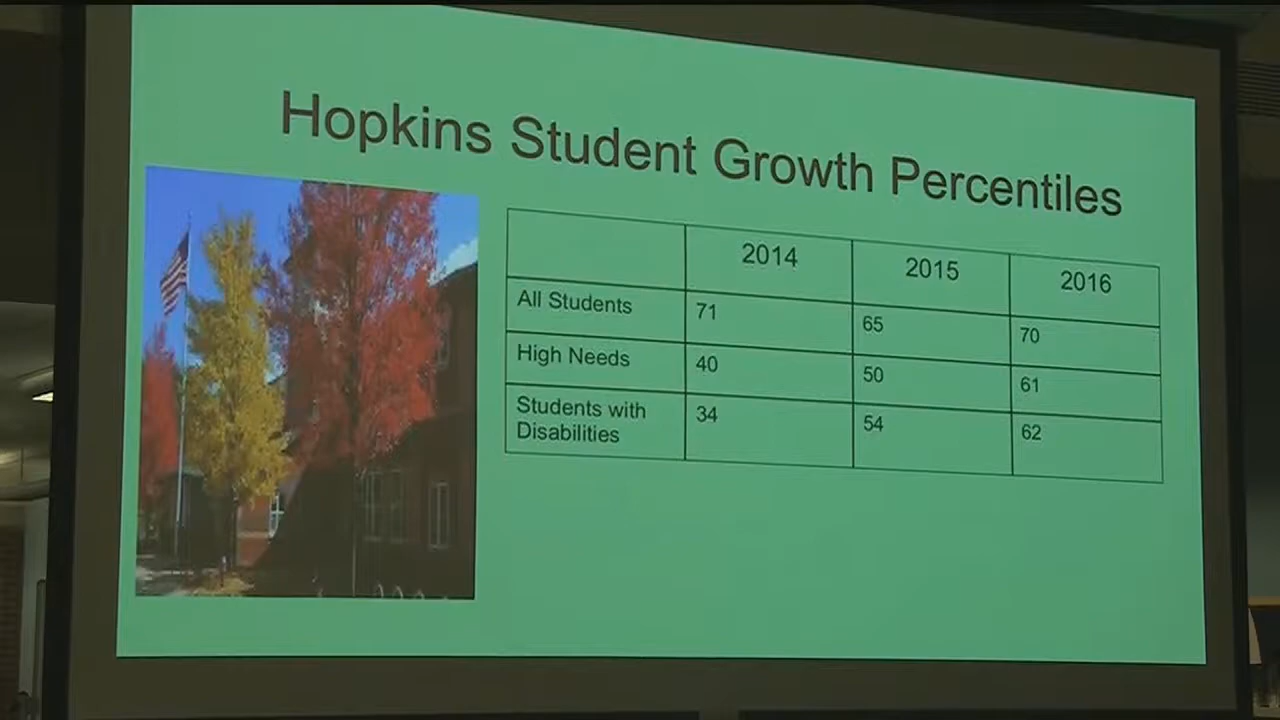 Hopkins Student Growth Percentiles
2014 2015 2016
All Students 71 65 70
High Needs 40 50 61
Students with
Disabilities 34 54 62